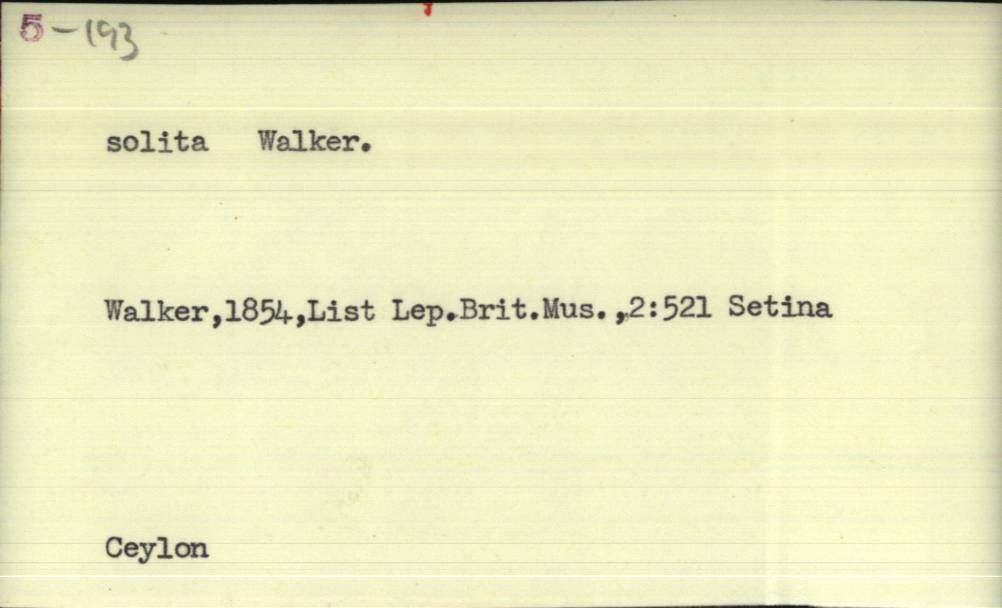 5-193
solita Walker.
Walker,1854,List Lep.Brit.Mus.,2:521 Setina
Ceylon